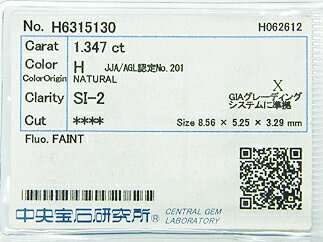 No. H6315130 H062612
Carat 1.347 ct
Color H JJA/AGL認定No.201
ColorOrigin NATURAL X
Clarity SI-2 GIAグレーディング
システムに準拠
Cut **** Size 8.56 × 5.25 × 3.29 mm
Fluo. FAINT
中央宝石研究所® CENTRAL GEM
LABORATORY